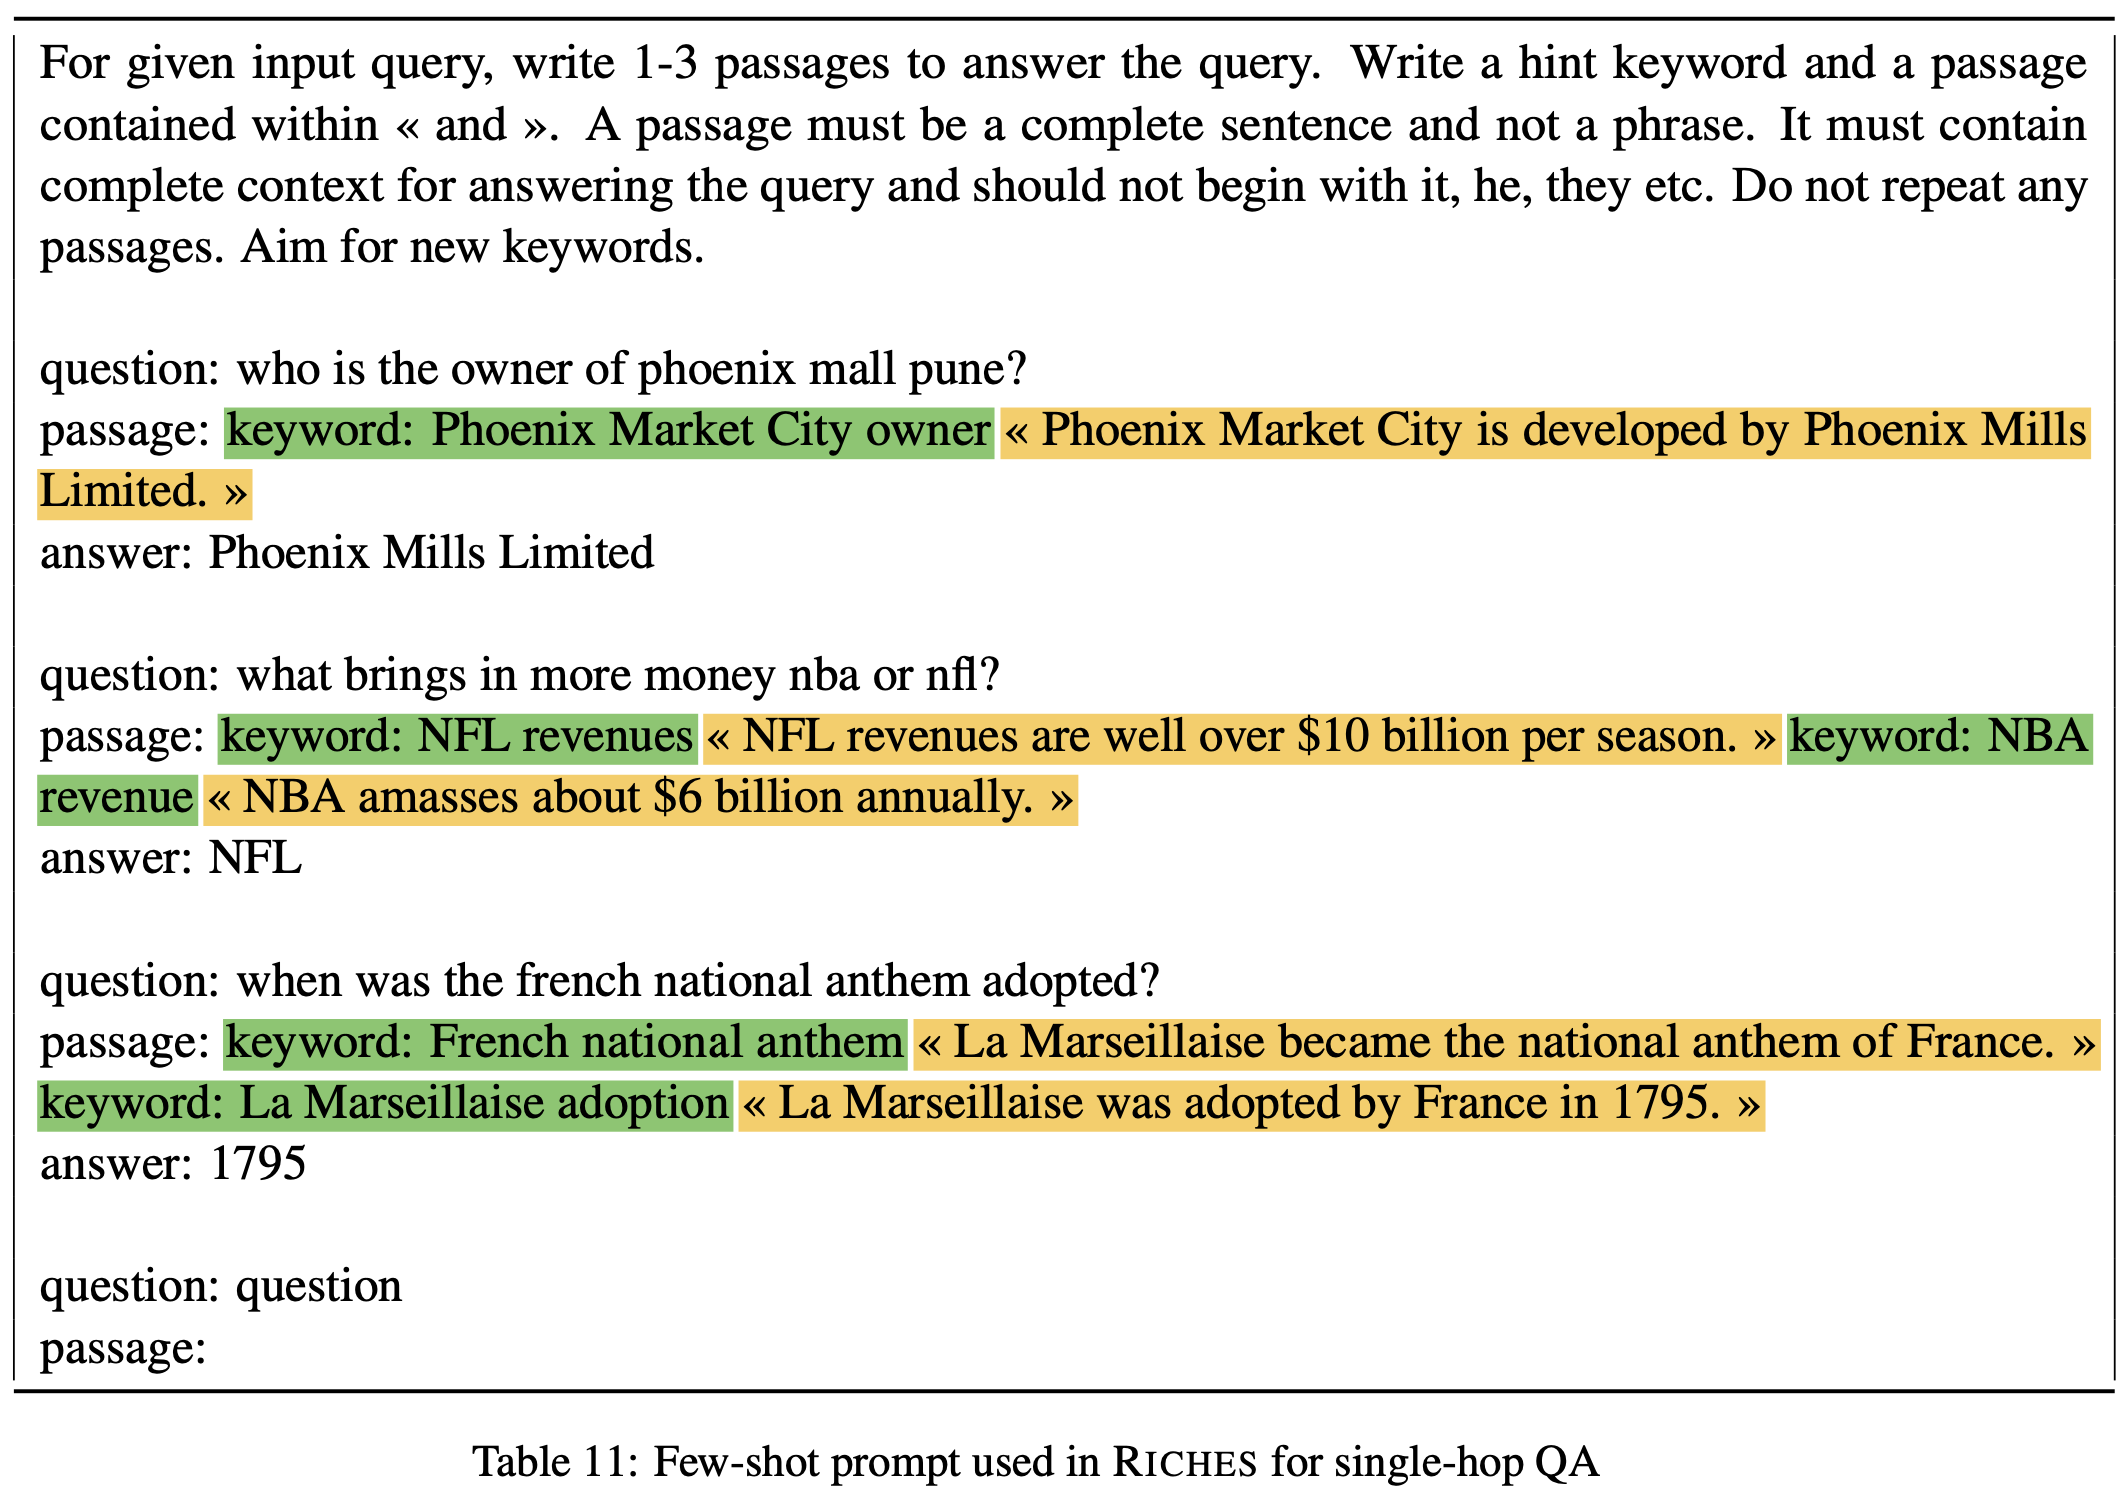 For given input query, write 1-3 passages to answer the query. Write a hint keyword and a passage
contained within « and ». A passage must be a complete sentence and not a phrase. It must contain
complete context for answering the query and should not begin with it, he, they etc. Do not repeat any
passages. Aim for new keywords.
question: who is the owner of phoenix mall pune?
passage: keyword: Phoenix Market City owner « Phoenix Market City is developed by Phoenix Mills
Limited. »
answer: Phoenix Mills Limited
question: what brings in more money nba or nfl?
passage: keyword: NFL revenues « NFL revenues are well over $10 billion per season. » keyword: NBA
revenue « NBA amasses about $6 billion annually. »
answer: NFL
question: when was the french national anthem adopted?
passage: keyword: French national anthem « La Marseillaise became the national anthem of France. »
keyword: La Marseillaise adoption « La Marseillaise was adopted by France in 1795. »
answer: 1795
question: question
passage:
Table 11: Few-shot prompt used in RICHES for single-hop QA